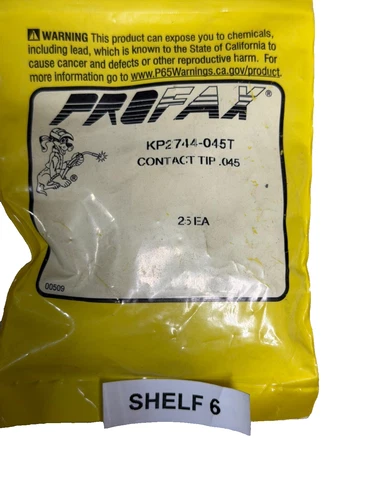 ⚠WARNING This product can expose you to chemicals,
including lead, which is known to the State of California to
cause cancer and defects or other reproductive harm. For
more information go to www.P65Warnings.ca.gov/product.
PROFAX®
KP2744-045T
CONTACT TIP .045
25 EA
00509
SHELF 6